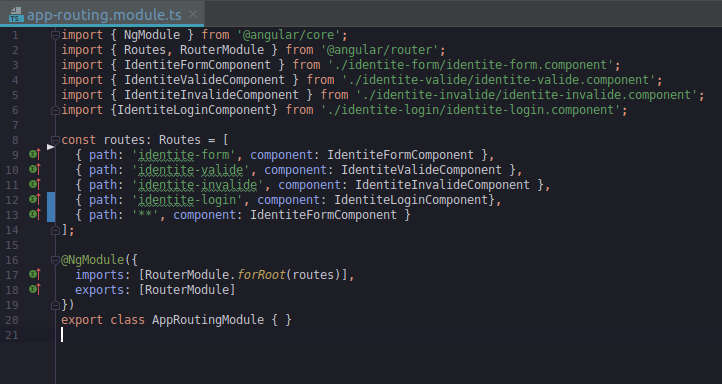 app-routing.module.ts
1 import { NgModule } from '@angular/core';
2 import { Routes, RouterModule } from '@angular/router';
3 import { IdentiteFormComponent } from './identite-form/identite-form.component';
4 import { IdentiteValideComponent } from './identite-valide/identite-valide.component';
5 import { IdentiteInvalideComponent } from './identite-invalide/identite-invalide.component';
6 import {IdentiteLoginComponent} from './identite-login/identite-login.component';
7
8 const routes: Routes = [
9 { path: 'identite-form', component: IdentiteFormComponent },
10 { path: 'identite-valide', component: IdentiteValideComponent },
11 { path: 'identite-invalide', component: IdentiteInvalideComponent },
12 { path: 'identite-login', component: IdentiteLoginComponent},
13 { path: '**', component: IdentiteFormComponent }
14 ];
15
16 @NgModule({
17 imports: [RouterModule.forRoot(routes)],
18 exports: [RouterModule]
19 })
20 export class AppRoutingModule { }
21